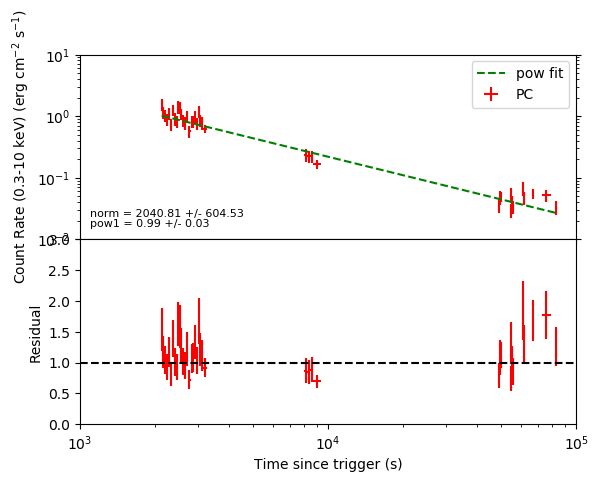 Count Rate (0.3-10 keV) (erg cm⁻² s⁻¹)
10¹
10⁰
10⁻¹
pow fit
PC
norm = 2040.81 +/- 604.53
pow1 = 0.99 +/- 0.03
Residual
2.5
2.0
1.5
1.0
0.5
0.0
10³
10⁴
10⁵
Time since trigger (s)